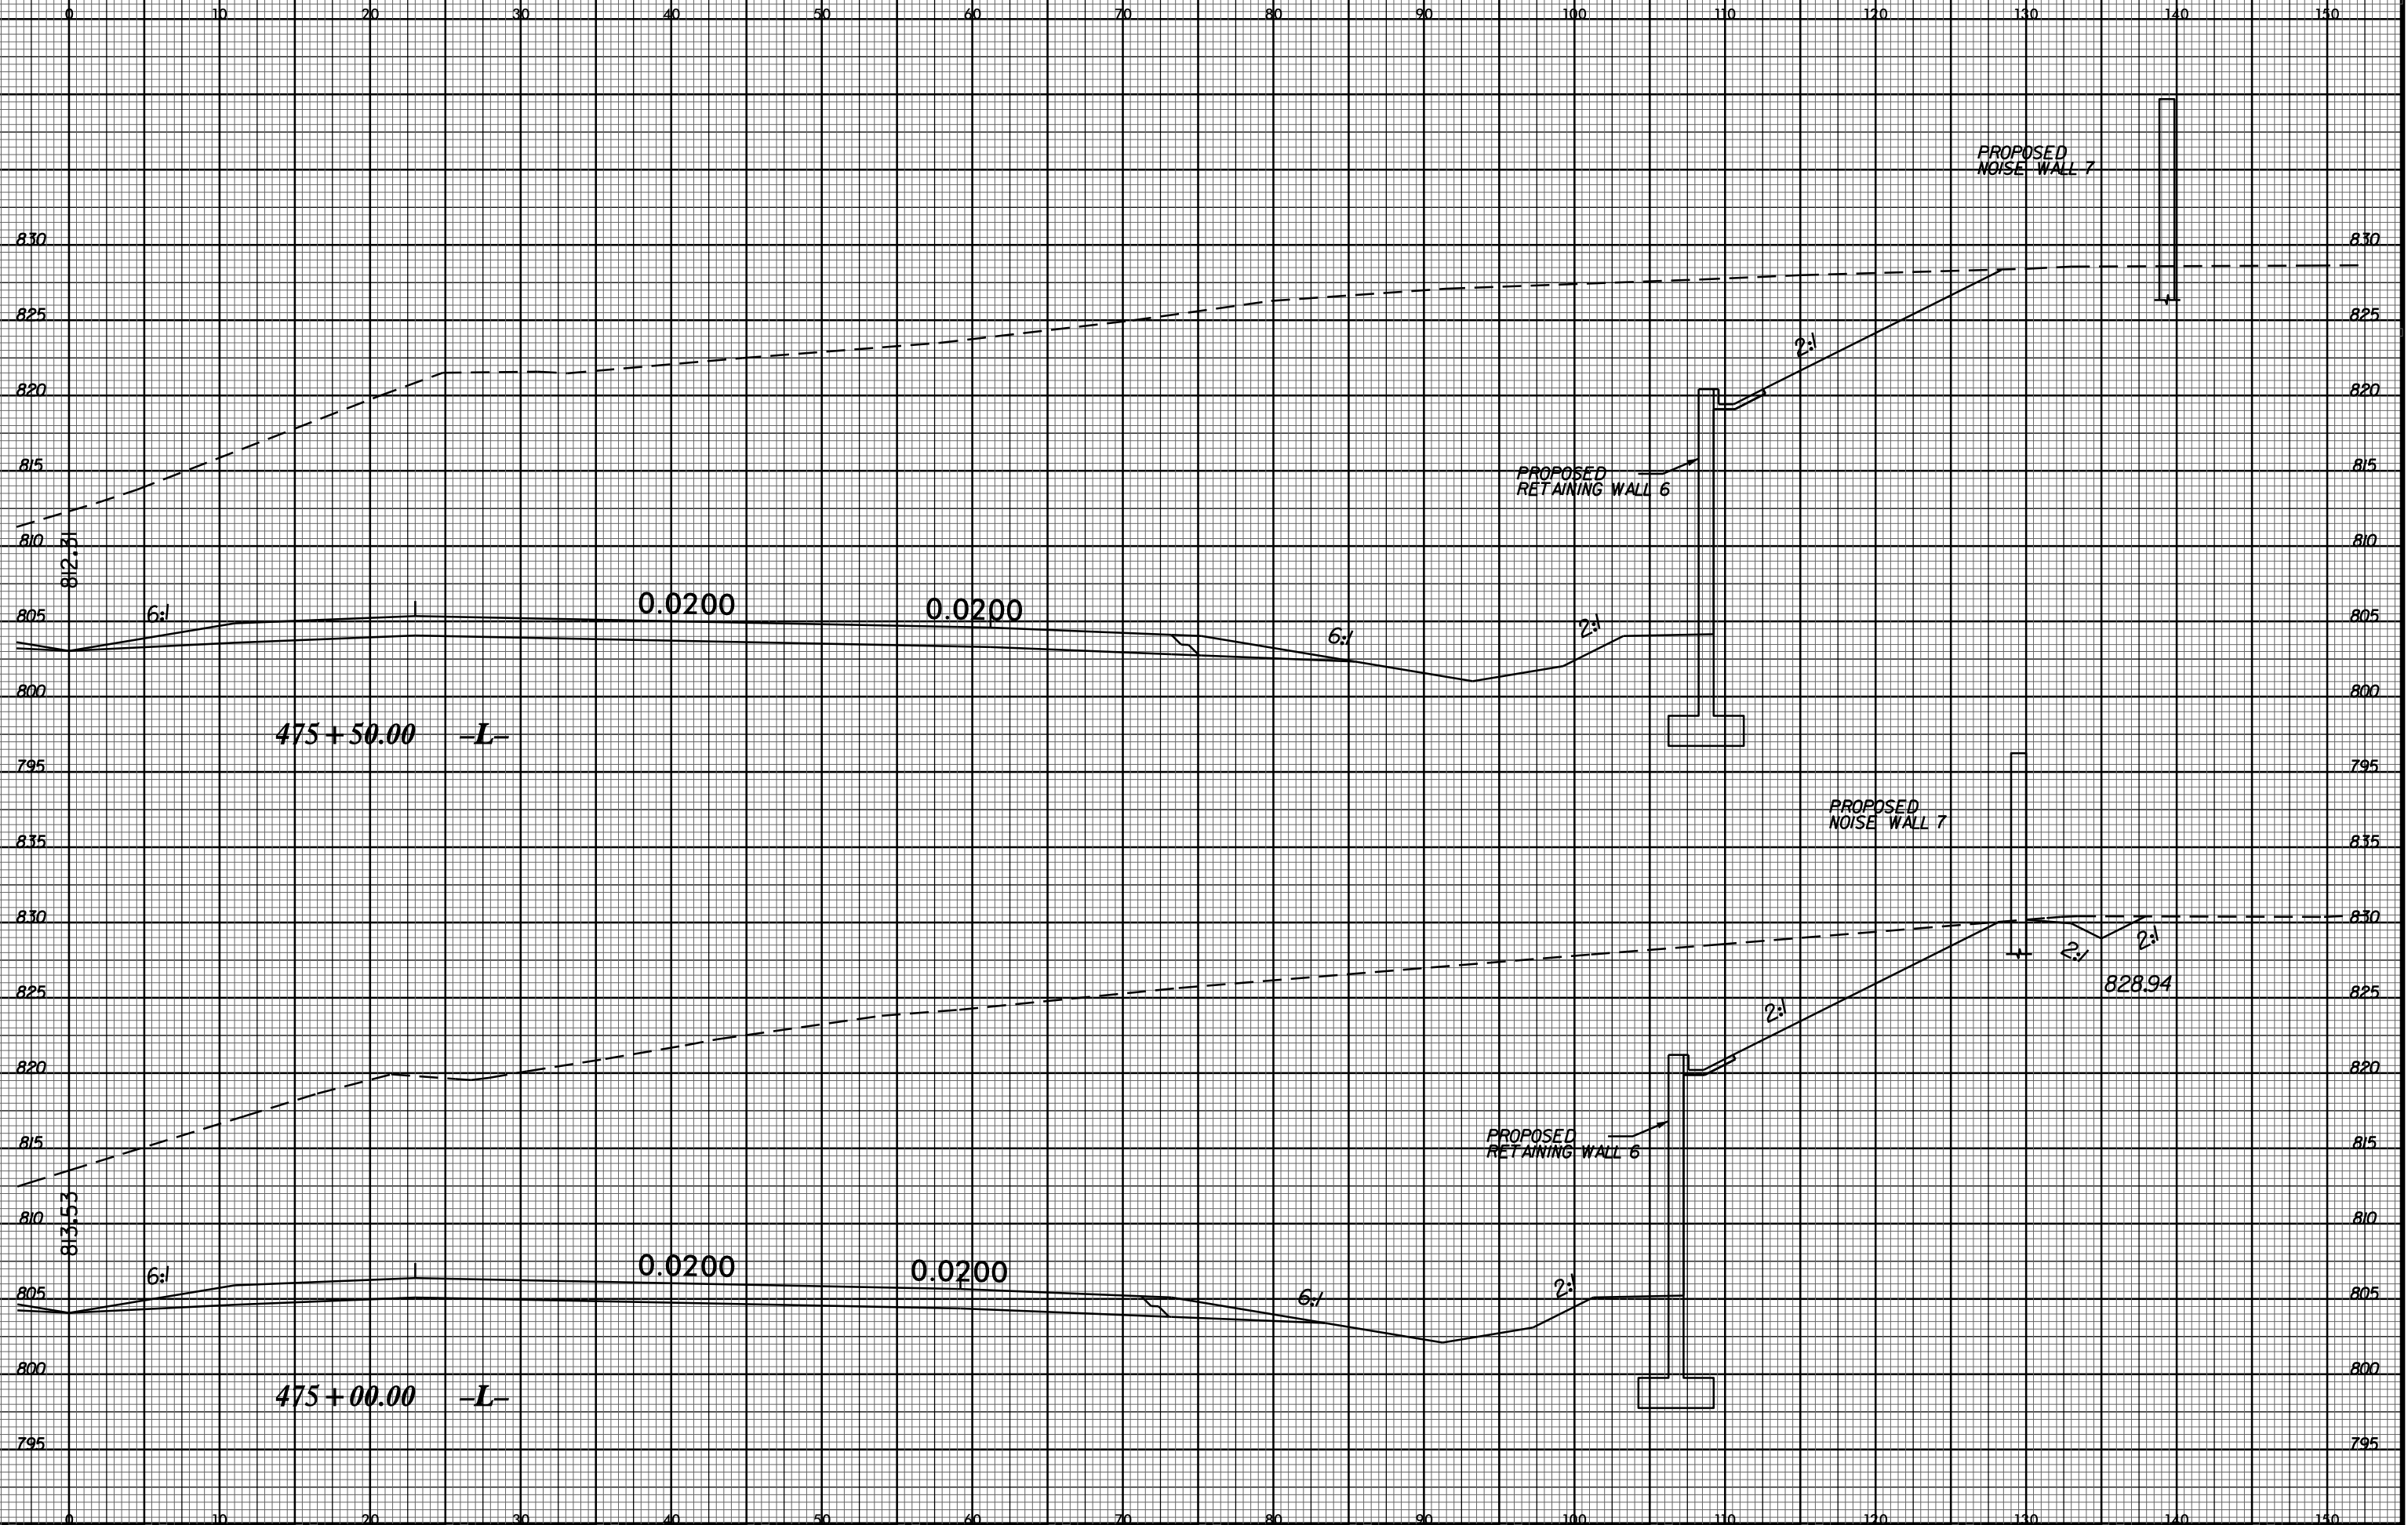 0 10 20 30 40 50 60 70 80 90 100 110 120 130 140 150
PROPOSED
NOISE WALL 7
830 830
825 825
2:1
820 820
815 815
PROPOSED
RETAINING WALL 6
810 810
812.31
805 6:1 0.0200 0.0200 6:1 2:1 805
800 800
475+50.00 -L-
795 795
PROPOSED
NOISE WALL 7
835 835
830 830
2:1 2:1
828.94
825 825
2:1
820 820
815 815
PROPOSED
RETAINING WALL 6
810 810
813.53
6:1 0.0200 0.0200 6:1 2:1
805 805
800 800
475+00.00 -L-
795 795
0 10 20 30 40 50 60 70 80 90 100 110 120 130 140 150